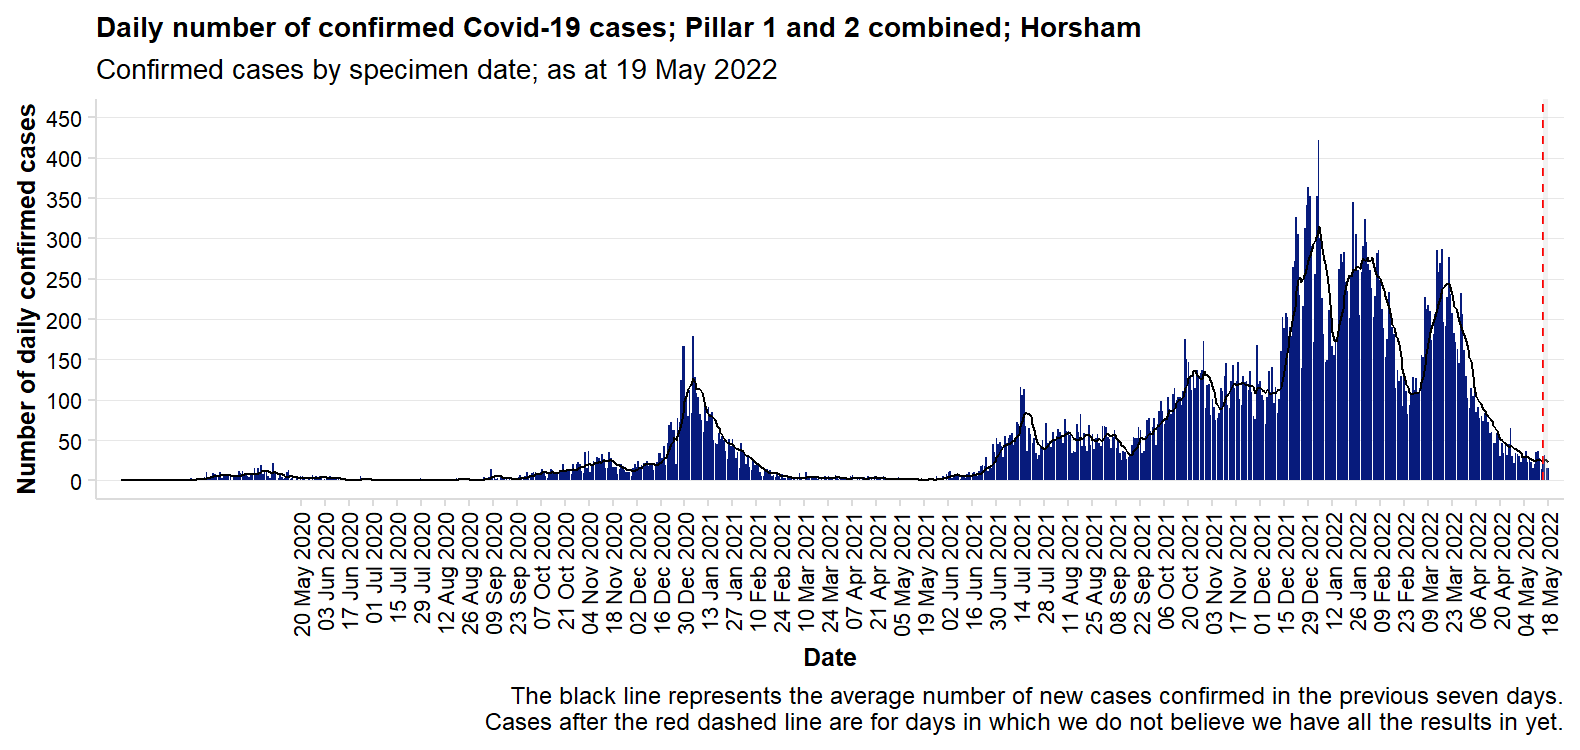 Daily number of confirmed Covid-19 cases; Pillar 1 and 2 combined; Horsham
Confirmed cases by specimen date; as at 19 May 2022
Number of daily confirmed cases
450
400
350
300
250
200
150
100
50
0
20 May 2020
03 Jun 2020
17 Jun 2020
01 Jul 2020
15 Jul 2020
29 Jul 2020
12 Aug 2020
26 Aug 2020
09 Sep 2020
23 Sep 2020
07 Oct 2020
21 Oct 2020
04 Nov 2020
18 Nov 2020
02 Dec 2020
16 Dec 2020
30 Dec 2020
13 Jan 2021
27 Jan 2021
10 Feb 2021
24 Feb 2021
10 Mar 2021
24 Mar 2021
07 Apr 2021
21 Apr 2021
05 May 2021
19 May 2021
02 Jun 2021
16 Jun 2021
30 Jun 2021
14 Jul 2021
28 Jul 2021
11 Aug 2021
25 Aug 2021
08 Sep 2021
22 Sep 2021
06 Oct 2021
20 Oct 2021
03 Nov 2021
17 Nov 2021
01 Dec 2021
15 Dec 2021
29 Dec 2021
12 Jan 2022
26 Jan 2022
09 Feb 2022
23 Feb 2022
09 Mar 2022
23 Mar 2022
06 Apr 2022
20 Apr 2022
04 May 2022
18 May 2022
Date
The black line represents the average number of new cases confirmed in the previous seven days.
Cases after the red dashed line are for days in which we do not believe we have all the results in yet.